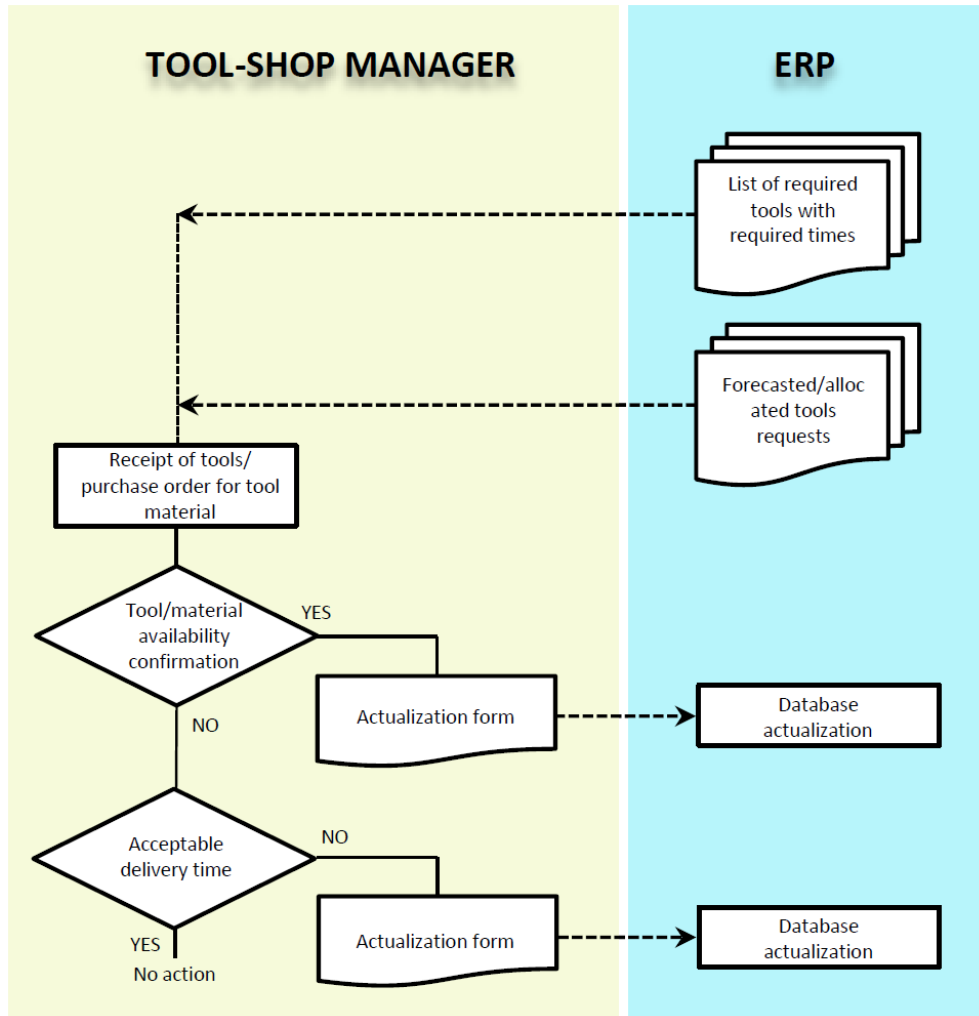 TOOL-SHOP MANAGER
ERP
List of required
tools with
required times
Forecasted/alloc
ated tools
requests
Receipt of tools/
purchase order for tool
material
Tool/material
availability
confirmation
YES
NO
Actualization form
Database
actualization
Acceptable
delivery time
NO
YES
No action
Actualization form
Database
actualization